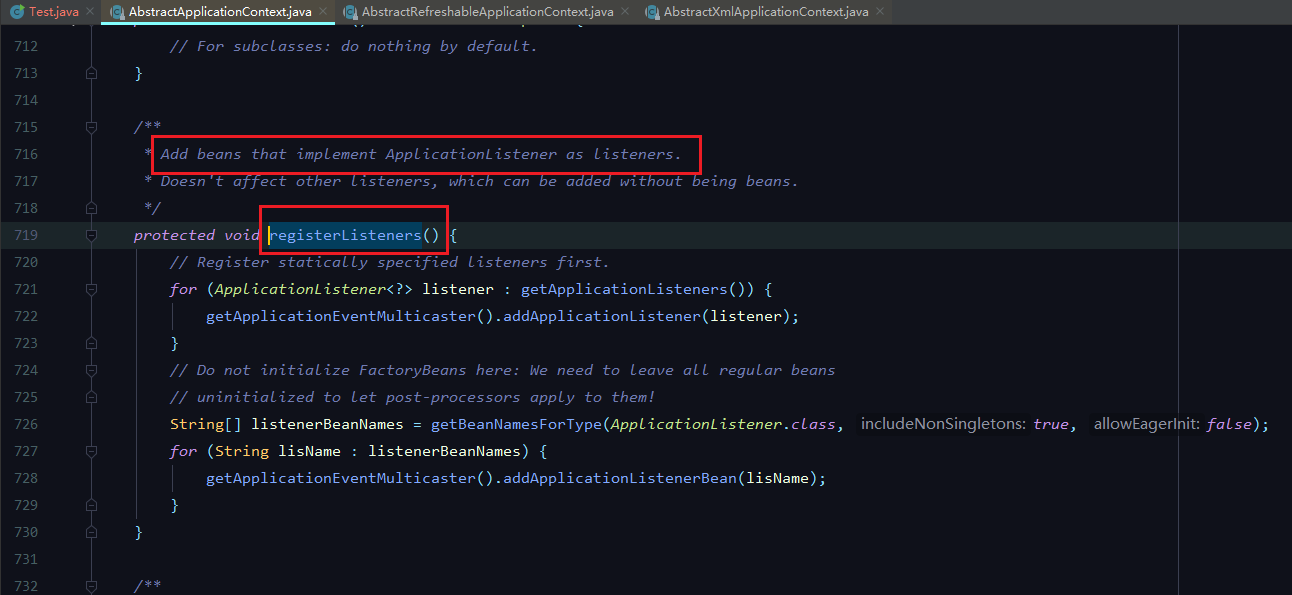 Test.java × AbstractApplicationContext.java × AbstractRefreshableApplicationContext.java × AbstractXmlApplicationContext.java ×
712 // For subclasses: do nothing by default.
713 }
714
715 /**
716 * Add beans that implement ApplicationListener as listeners.
717 * Doesn't affect other listeners, which can be added without being beans.
718 */
719 protected void registerListeners() {
720 // Register statically specified listeners first.
721 for (ApplicationListener<?> listener : getApplicationListeners()) {
722 getApplicationEventMulticaster().addApplicationListener(listener);
723 }
724 // Do not initialize FactoryBeans here: We need to leave all regular beans
725 // uninitialized to let post-processors apply to them!
726 String[] listenerBeanNames = getBeanNamesForType(ApplicationListener.class, includeNonSingletons: true, allowEagerInit: false);
727 for (String lisName : listenerBeanNames) {
728 getApplicationEventMulticaster().addApplicationListenerBean(lisName);
729 }
730 }
731
732 /**